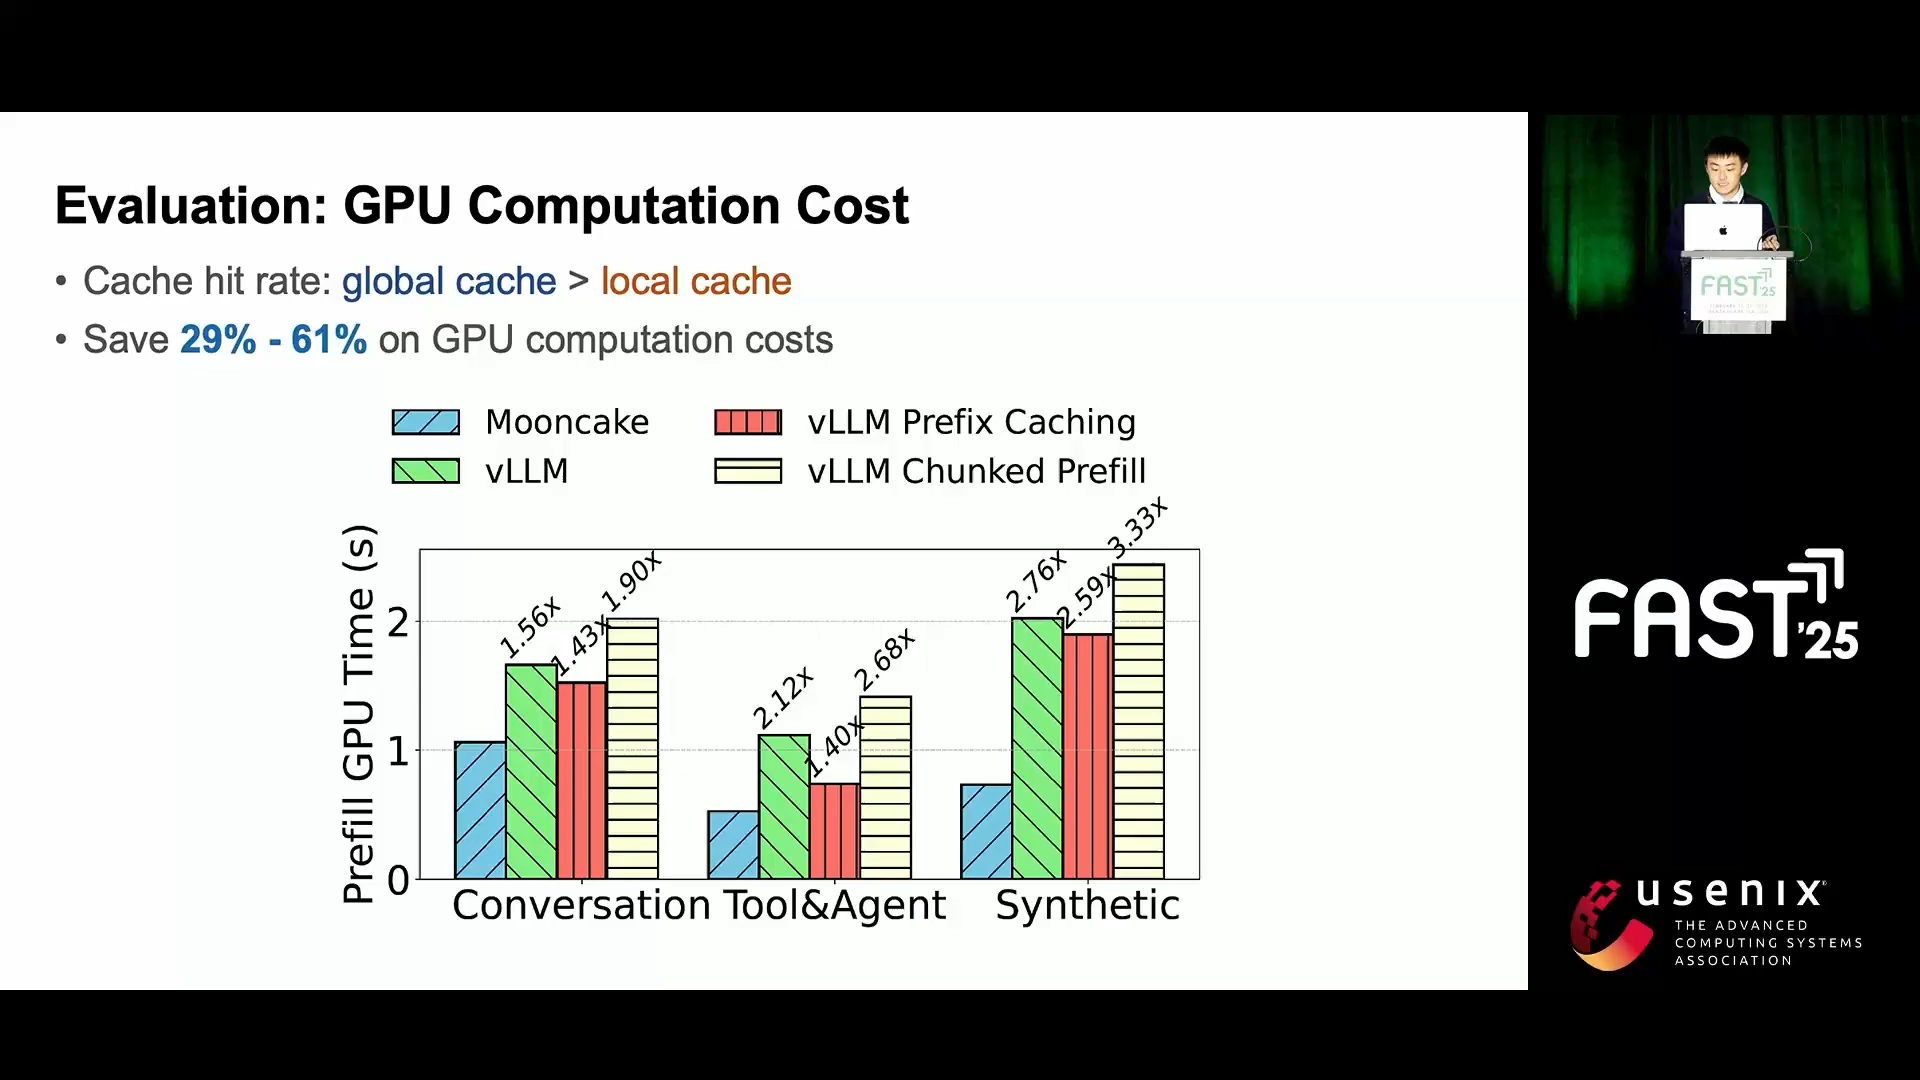 Evaluation: GPU Computation Cost
• Cache hit rate: global cache > local cache
• Save 29% - 61% on GPU computation costs
Mooncake
vLLM Prefix Caching
vLLM
vLLM Chunked Prefill
Prefill GPU Time (s)
2
1
0
1.56x
1.43x
1.90x
2.12x
1.40x
2.68x
2.76x
2.59x
3.33x
Conversation
Tool&Agent
Synthetic
FAST'25
FAST'25
usenix®
THE ADVANCED
COMPUTING SYSTEMS
ASSOCIATION